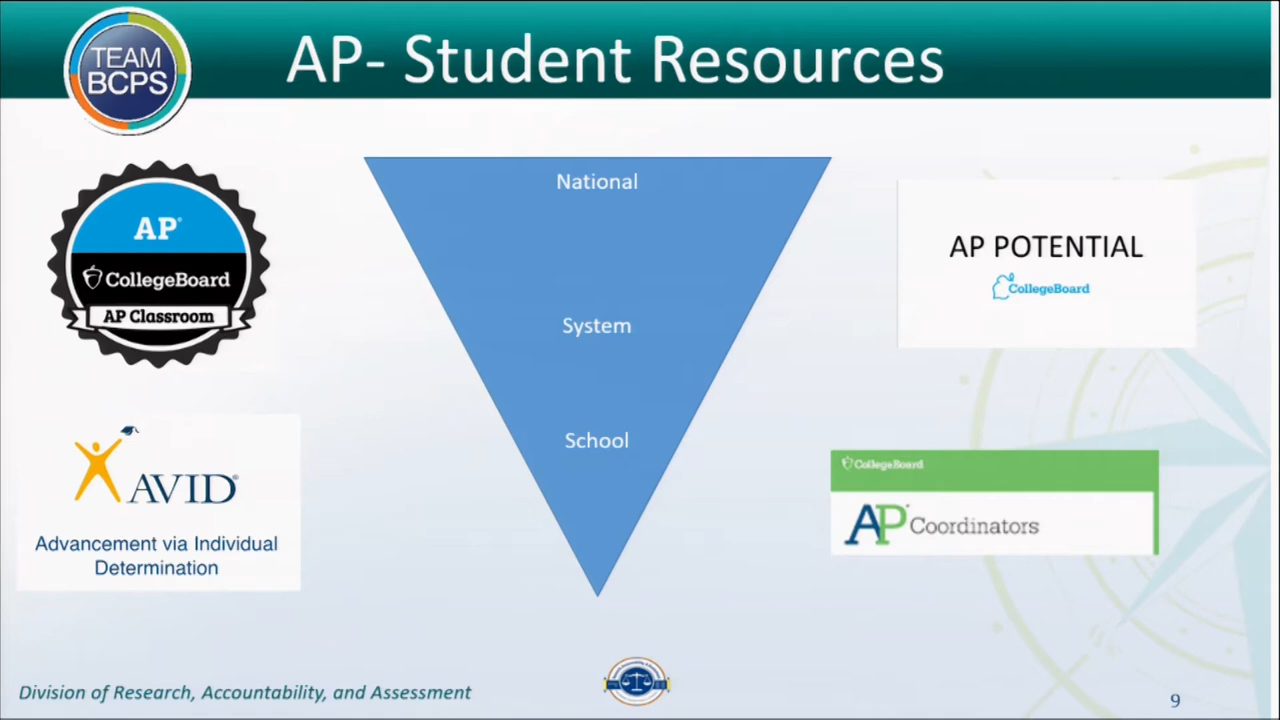 TEAM
BCPS
AP- Student Resources
National
System
School
AP®
CollegeBoard
AP Classroom
AVID®
Advancement via Individual
Determination
AP POTENTIAL
CollegeBoard
CollegeBoard
AP® Coordinators
Division of Research, Accountability, and Assessment
9